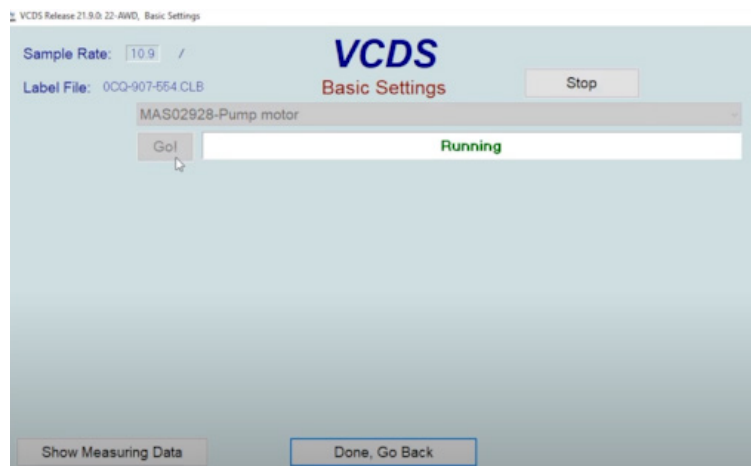 VCDS Release 21.9.0: 22-AWD, Basic Settings
Sample Rate: 10.9 /
VCDS
Label File: 0CQ-907-554.CLB
Basic Settings
Stop
MAS02928-Pump motor
Go!
Running
Show Measuring Data
Done, Go Back